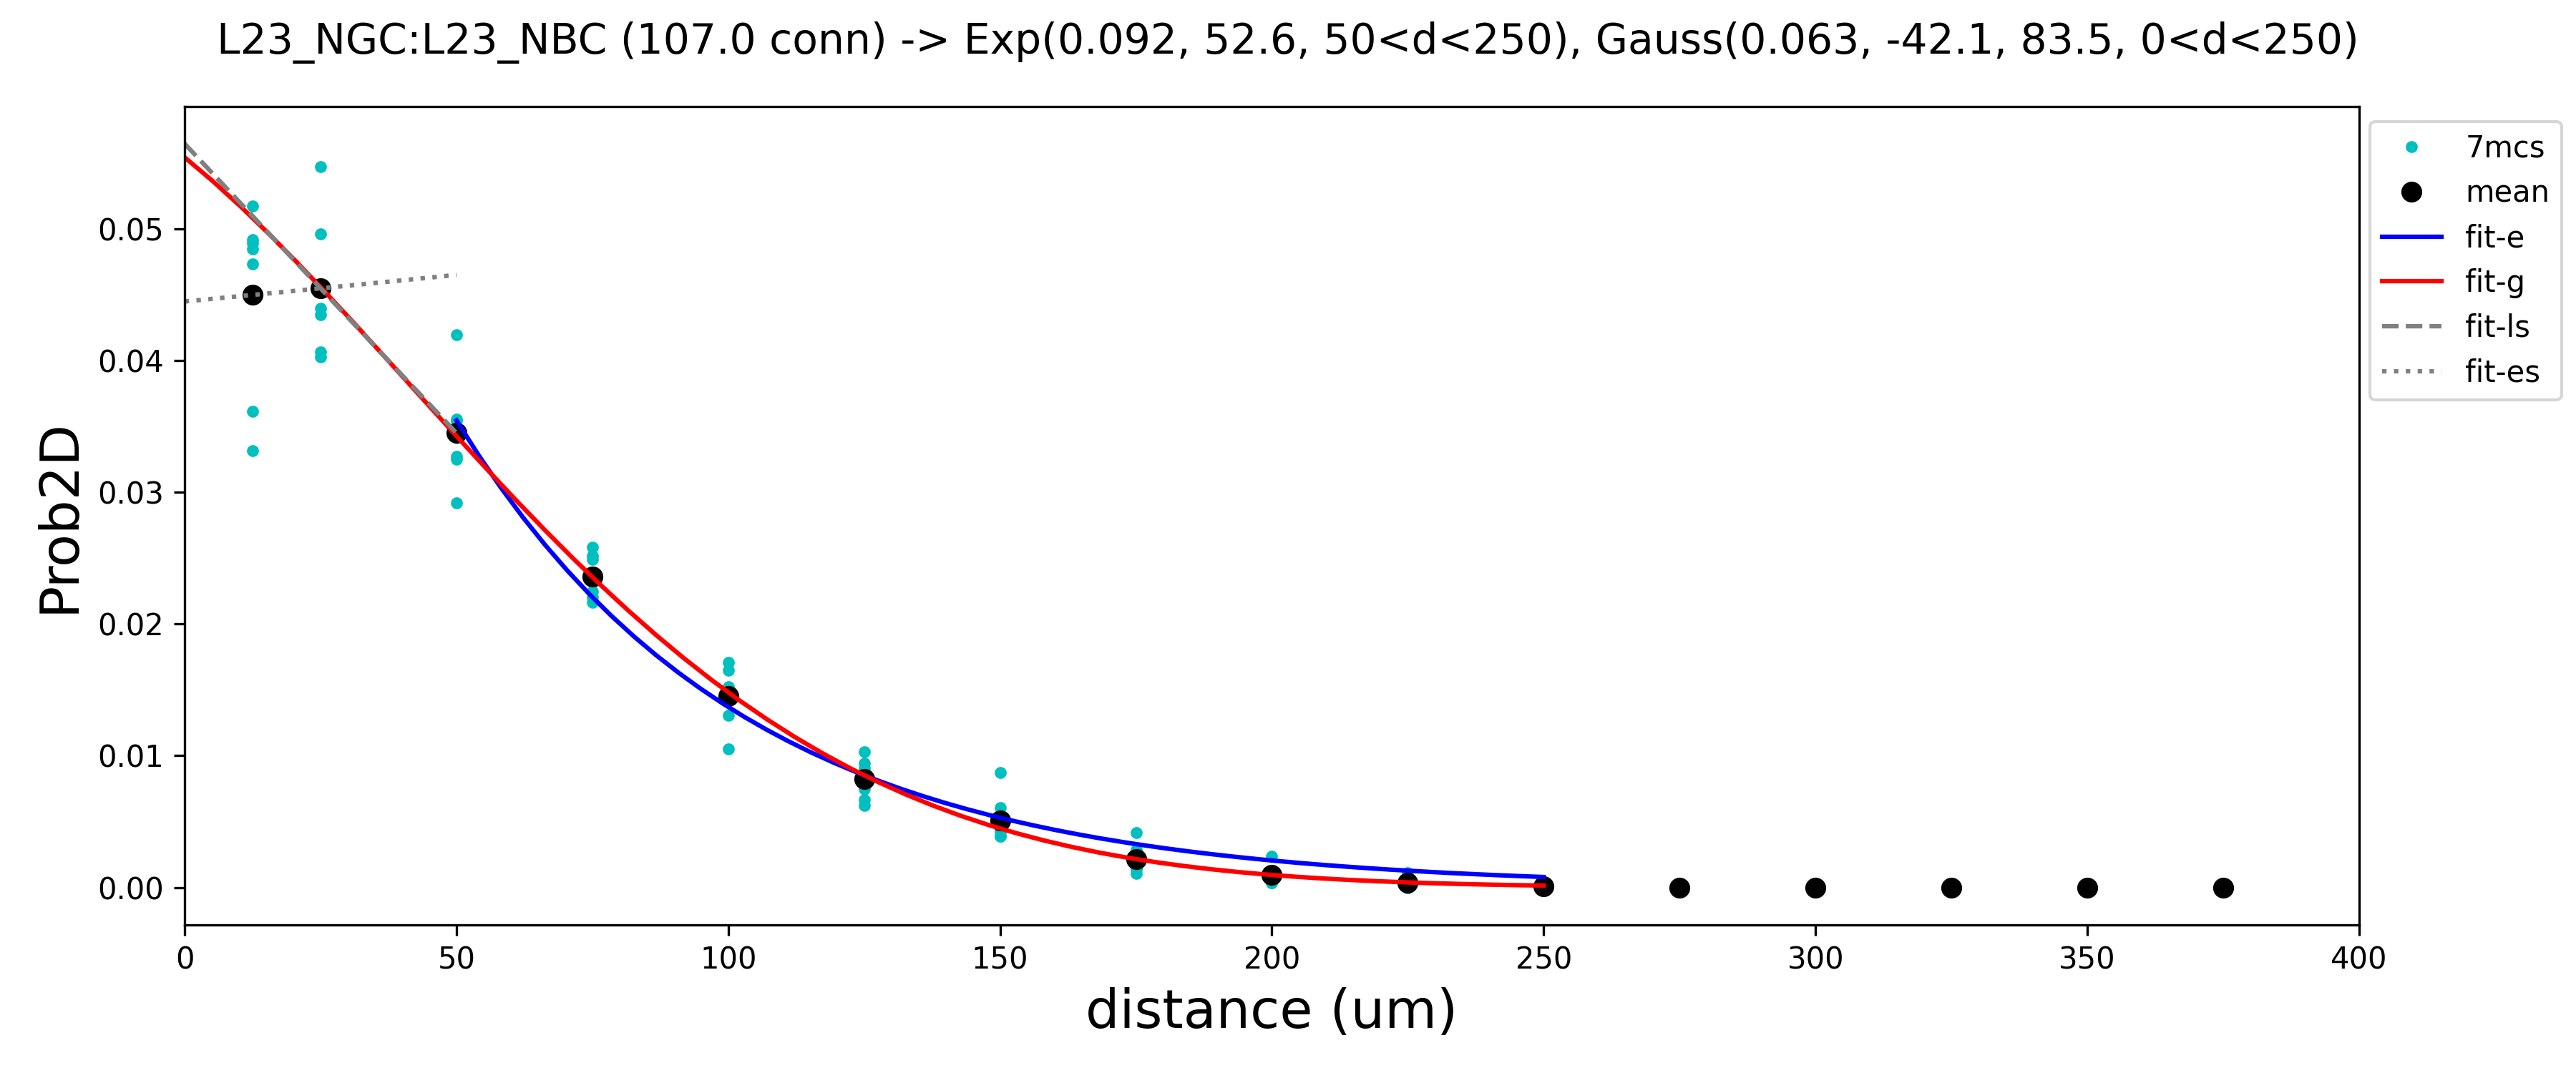 L23_NGC:L23_NBC (107.0 conn) -> Exp(0.092, 52.6, 50<d<250), Gauss(0.063, -42.1, 83.5, 0<d<250)
7mcs
mean
fit-e
fit-g
fit-ls
fit-es
Prob2D
0.05
0.04
0.03
0.02
0.01
0.00
0 50 100 150 200 250 300 350 400
distance (um)